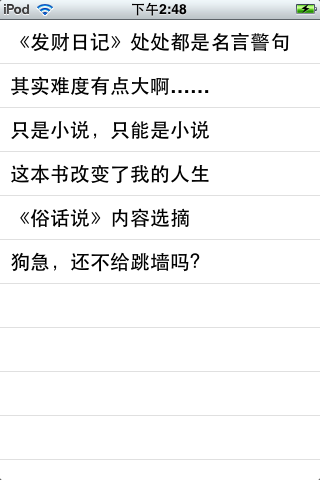 iPod 下午2:48
《发财日记》处处都是名言警句
其实难度有点大啊……
只是小说，只能是小说
这本书改变了我的人生
《俗话说》内容选摘
狗急，还不给跳墙吗？